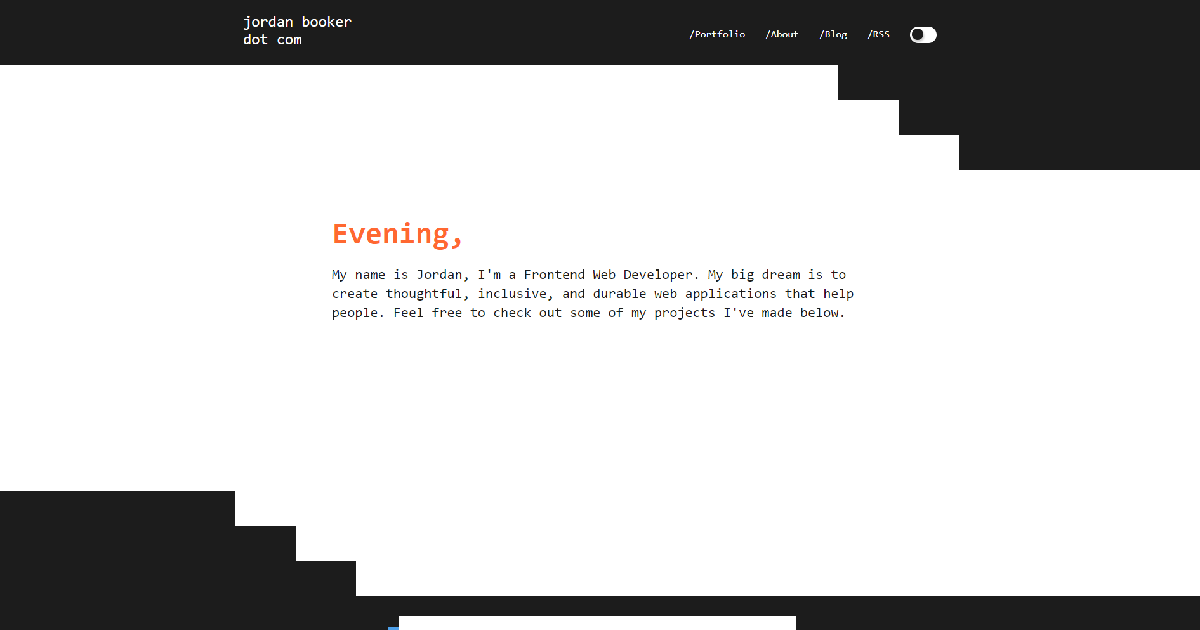 jordan booker
dot com
/Portfolio /About /Blog /RSS
Evening,
My name is Jordan, I'm a Frontend Web Developer. My big dream is to
create thoughtful, inclusive, and durable web applications that help
people. Feel free to check out some of my projects I've made below.